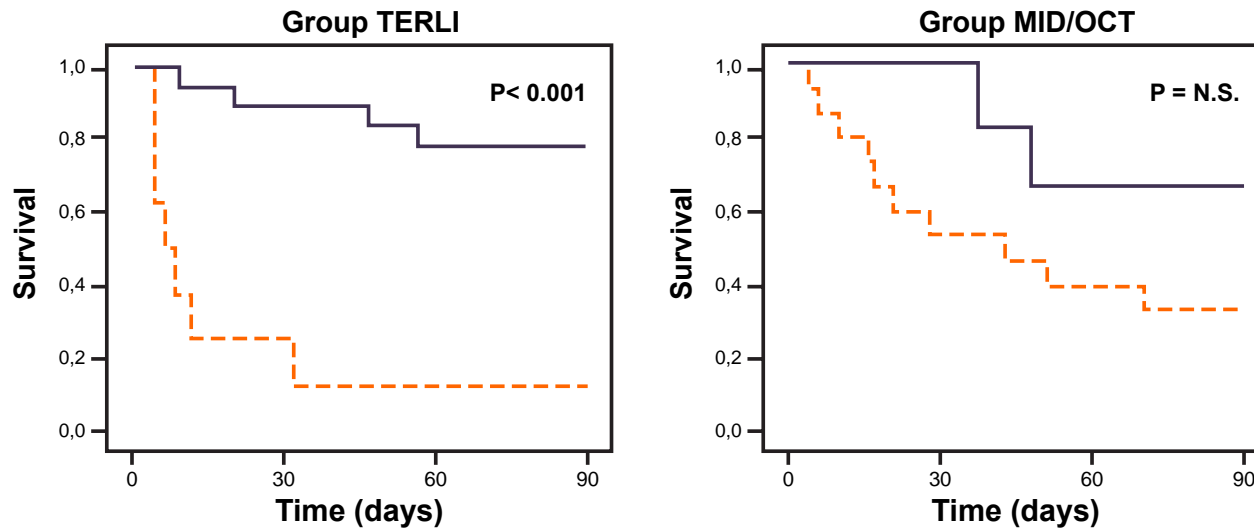 Group TERLI
P< 0.001
Survival
1,0
0,8
0,6
0,4
0,2
0,0
0 30 60 90
Time (days)
Group MID/OCT
P = N.S.
Survival
1,0
0,8
0,6
0,4
0,2
0,0
0 30 60 90
Time (days)